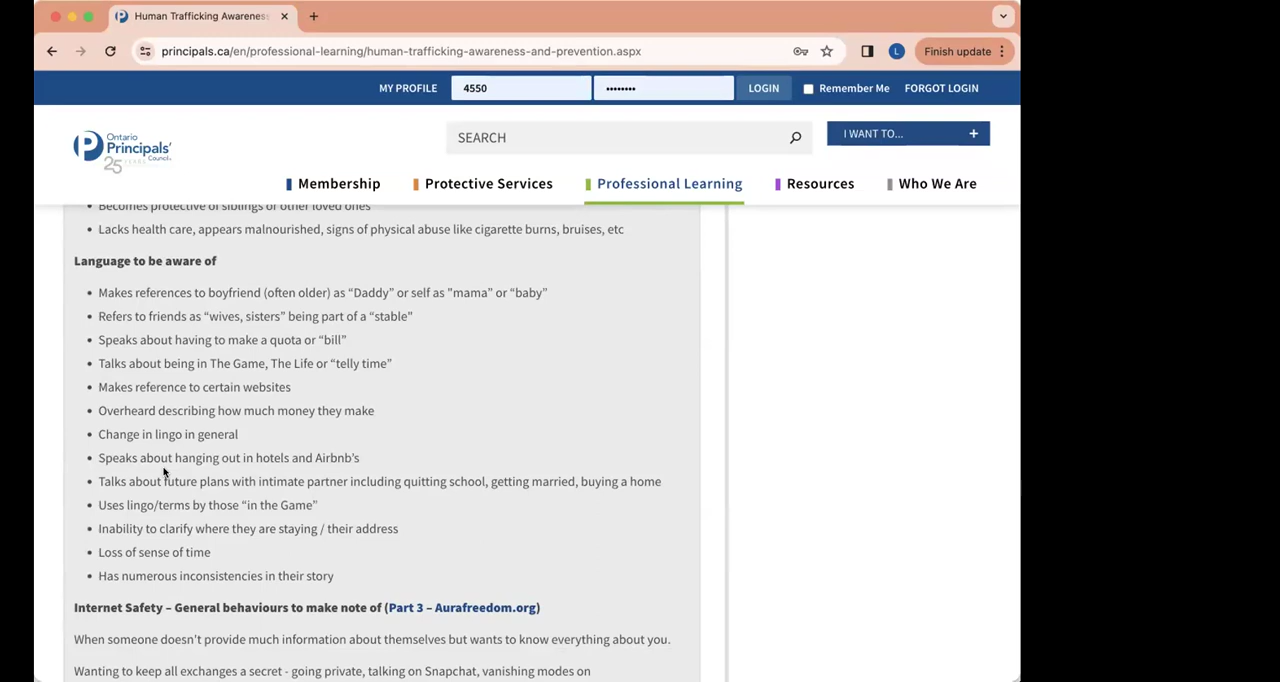 Human Trafficking Awareness
principals.ca/en/professional-learning/human-trafficking-awareness-and-prevention.aspx
L
Finish update
MY PROFILE
4550
••••••••
LOGIN
Remember Me
FORGOT LOGIN
Ontario
Principals'
Council
25 YEARS
SEARCH
I WANT TO...
+
Membership
Protective Services
Professional Learning
Resources
Who We Are
• Becomes protective of siblings or other loved ones
• Lacks health care, appears malnourished, signs of physical abuse like cigarette burns, bruises, etc
Language to be aware of
• Makes references to boyfriend (often older) as “Daddy” or self as "mama" or “baby”
• Refers to friends as “wives, sisters” being part of a “stable”
• Speaks about having to make a quota or “bill”
• Talks about being in The Game, The Life or “telly time”
• Makes reference to certain websites
• Overheard describing how much money they make
• Change in lingo in general
• Speaks about hanging out in hotels and Airbnb’s
• Talks about future plans with intimate partner including quitting school, getting married, buying a home
• Uses lingo/terms by those “in the Game”
• Inability to clarify where they are staying / their address
• Loss of sense of time
• Has numerous inconsistencies in their story
Internet Safety – General behaviours to make note of (Part 3 – Aurafreedom.org)
When someone doesn’t provide much information about themselves but wants to know everything about you.
Wanting to keep all exchanges a secret - going private, talking on Snapchat, vanishing modes on